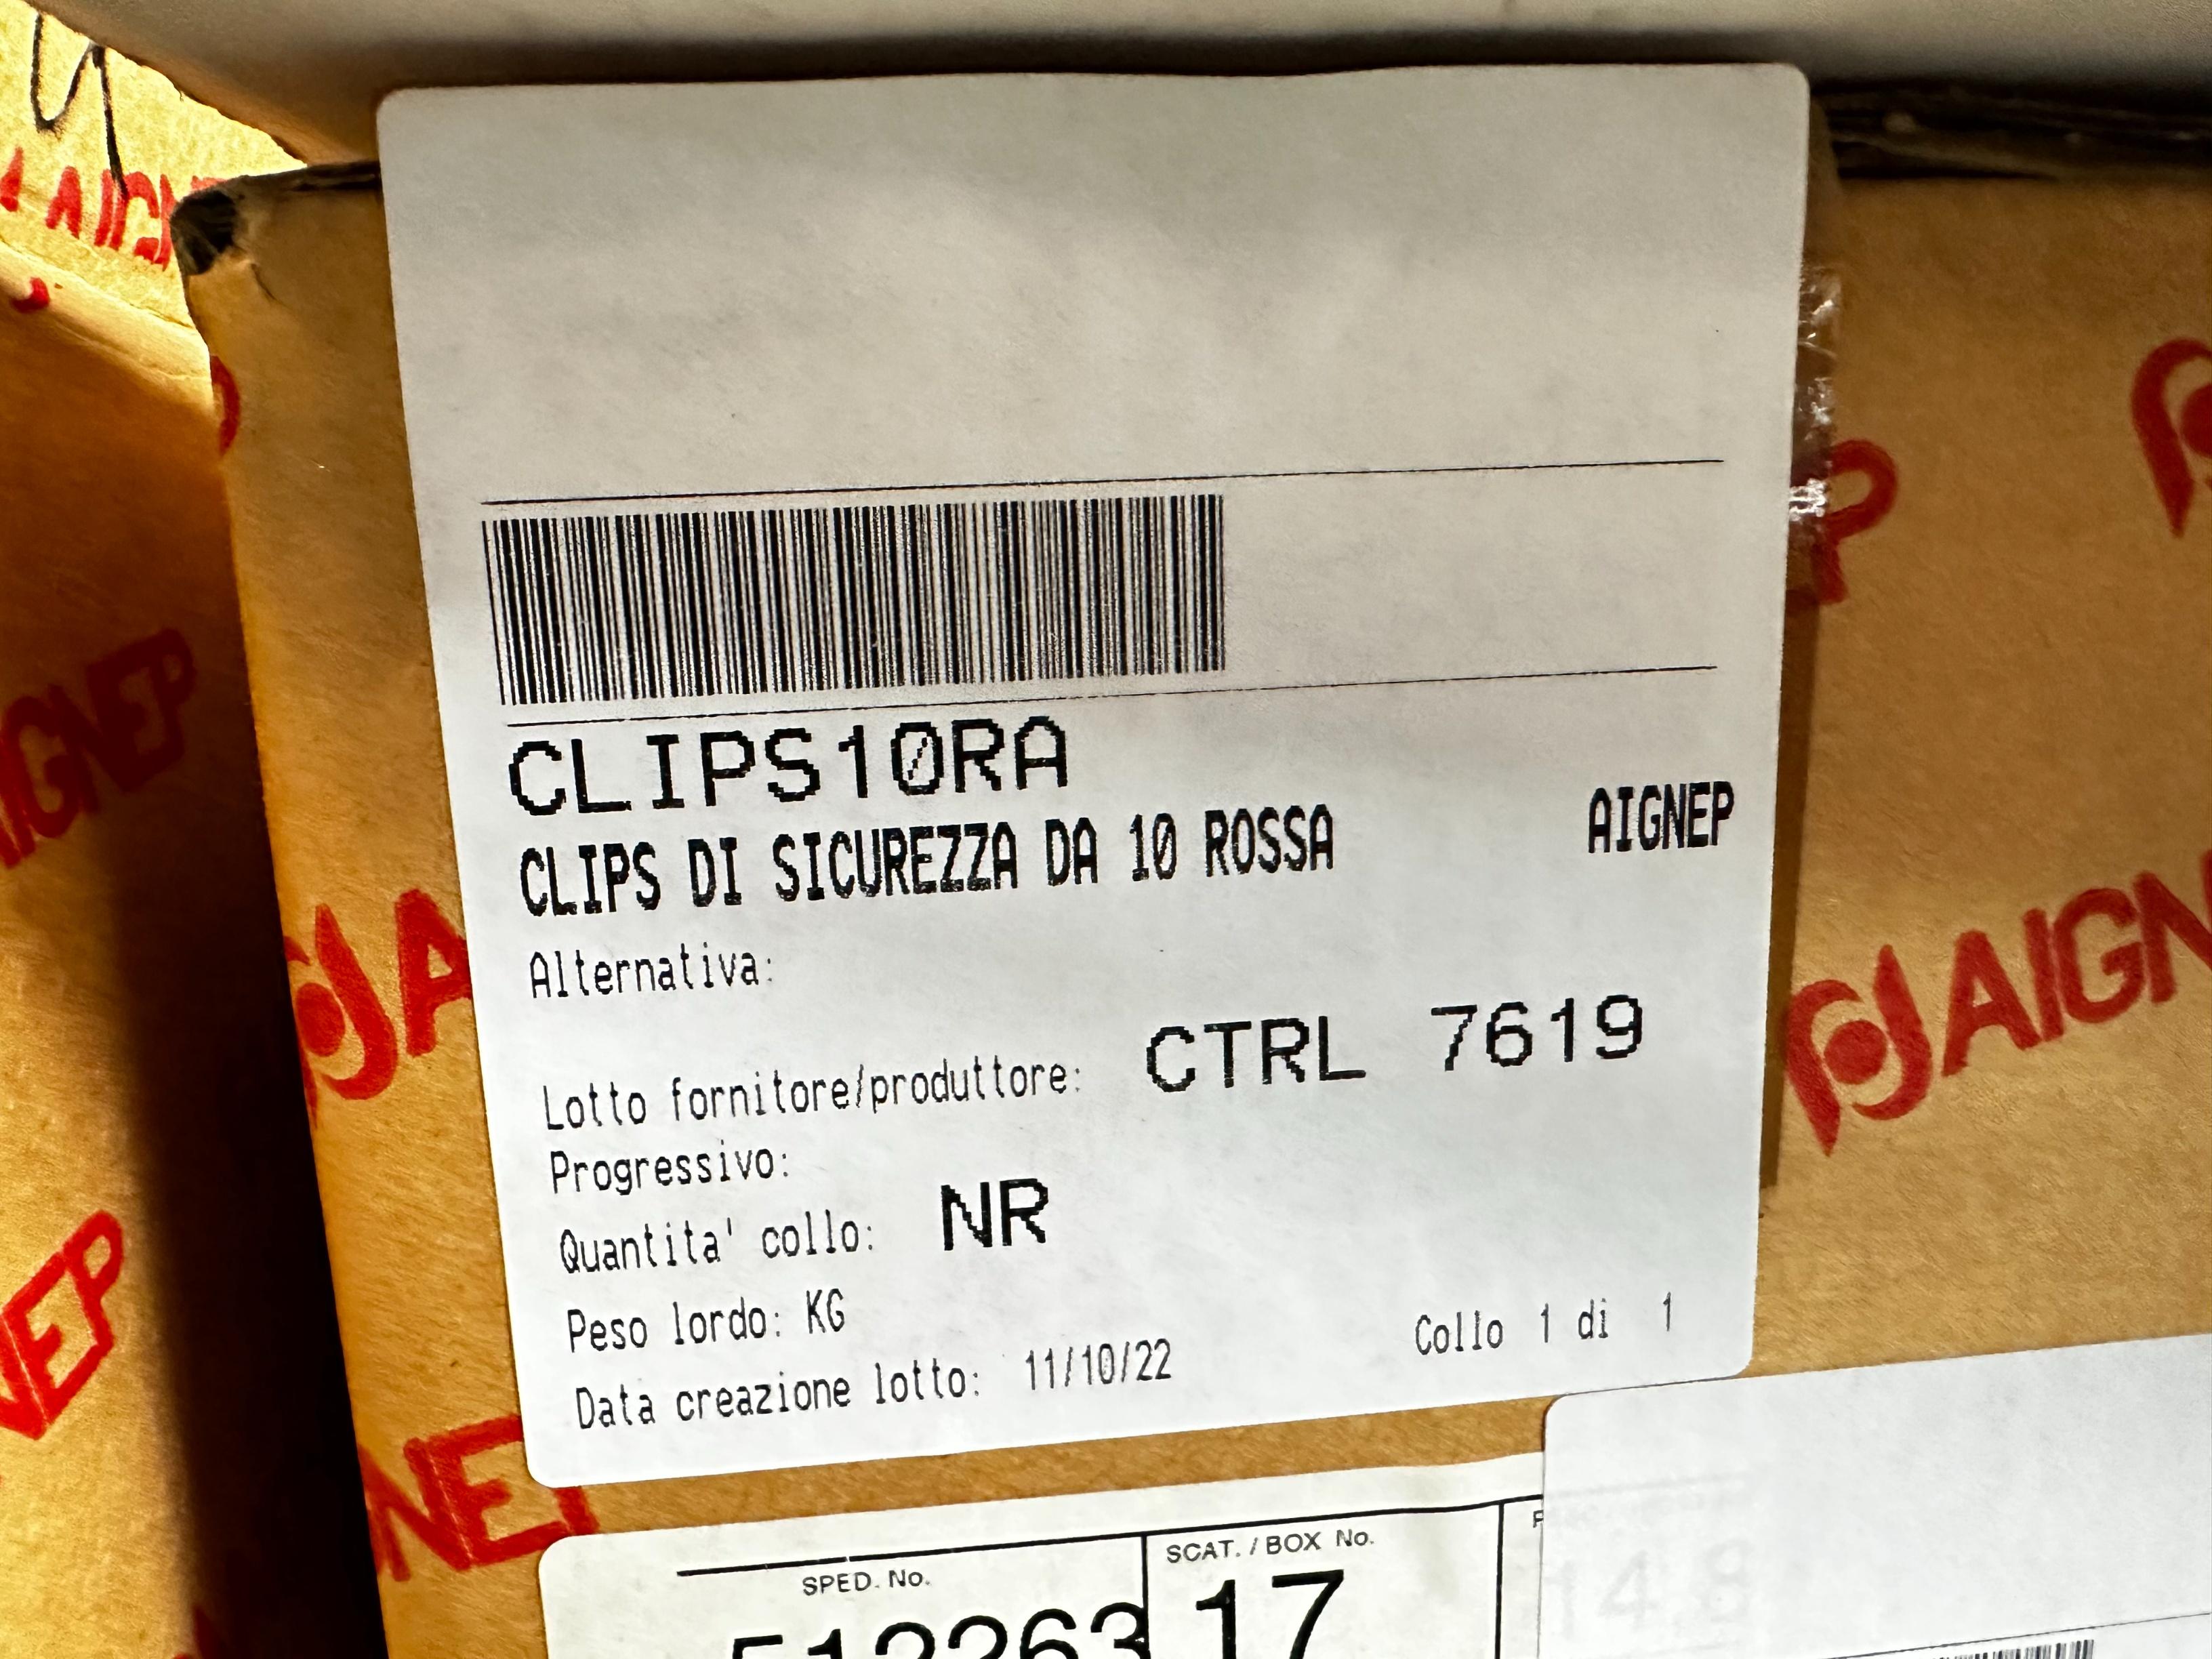 CLIPS10RA
CLIPS DI SICUREZZA DA 10 ROSSA AIGNEP
Alternativa:
Lotto fornitore/produttore: CTRL 7619
Progressivo:
Quantita' collo: NR
Peso lordo: KG
Data creazione lotto: 11/10/22 Collo 1 di 1
SPED. No. SCAT. / BOX No.
512263 17
AIGNEP
AIGNEP